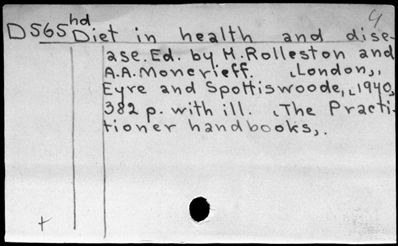 4
hd
D565 Diet in health and dise-
ase. Ed. by H. Rolleston and
A.A. Moncrieff. ˻London,˼
Eyre and Spottiswoode, ˻1940,
382 p. with ill. ˻The Practi-
tioner handbooks,˼.
+